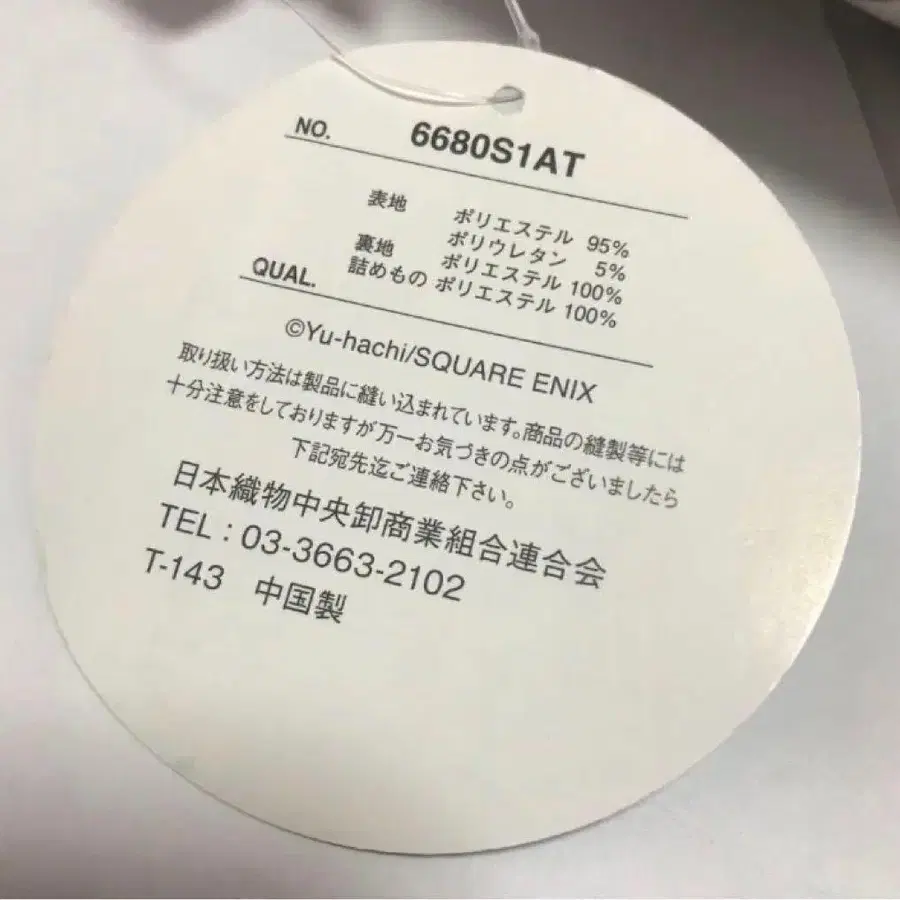 NO. 6680S1AT
表地 ポリエステル 95%
ポリウレタン 5%
裏地 ポリエステル 100%
詰めもの ポリエステル 100%
QUAL.
©Yu-hachi/SQUARE ENIX
取り扱い方法は製品に縫い込まれています。商品の縫製等には
十分注意をしておりますが万一お気づきの点がございましたら
下記宛先迄ご連絡下さい。
日本織物中央卸商業組合連合会
TEL : 03-3663-2102
T-143 中国製